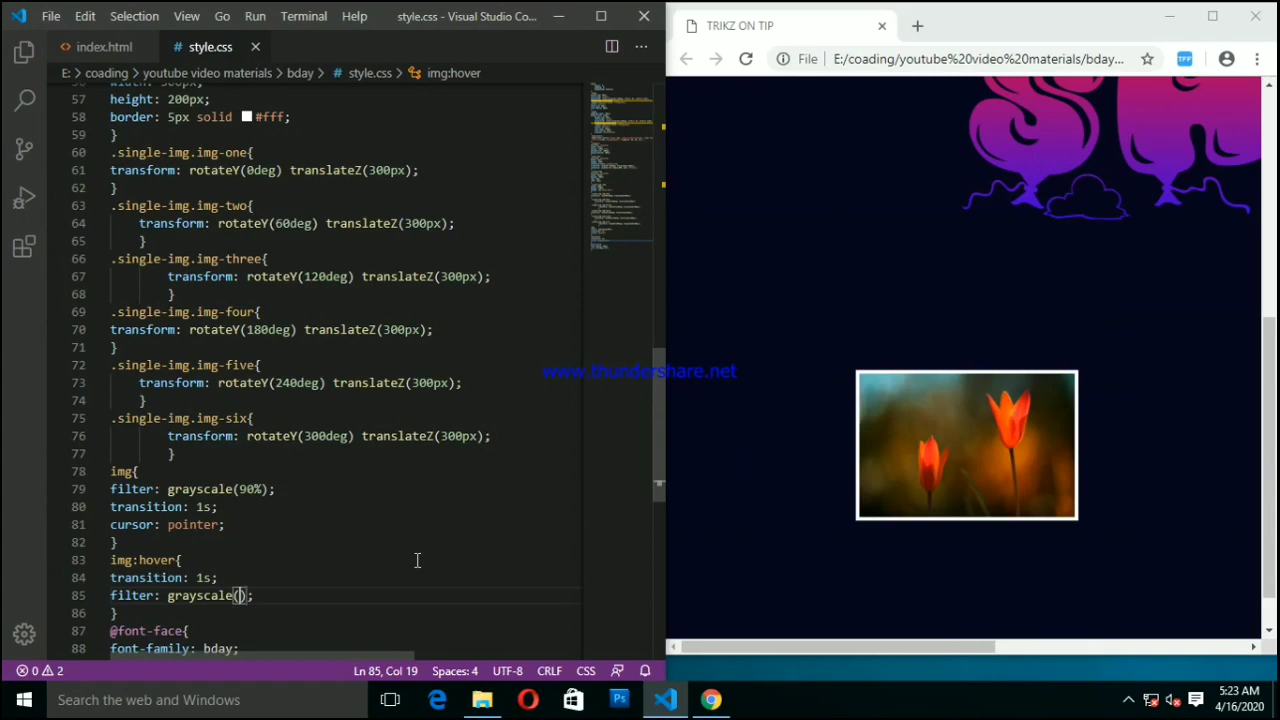 File Edit Selection View Go Run Terminal Help style.css - Visual Studio Co...
index.html style.css
E: > coading > youtube video materials > bday > style.css > img:hover
TRIKZ ON TIP
File E:/coading/youtube%20video%20materials/bday...
57 height: 200px;
58 border: 5px solid #fff;
59 }
60 .single-img.img-one{
61 transform: rotateY(0deg) translateZ(300px);
62 }
63 .single-img.img-two{
64 transform: rotateY(60deg) translateZ(300px);
65 }
66 .single-img.img-three{
67 transform: rotateY(120deg) translateZ(300px);
68 }
69 .single-img.img-four{
70 transform: rotateY(180deg) translateZ(300px);
71 }
72 .single-img.img-five{
73 transform: rotateY(240deg) translateZ(300px);
74 }
75 .single-img.img-six{
76 transform: rotateY(300deg) translateZ(300px);
77 }
78 img{
79 filter: grayscale(90%);
80 transition: 1s;
81 cursor: pointer;
82 }
83 img:hover{
84 transition: 1s;
85 filter: grayscale();
86 }
87 @font-face{
88 font-family: bday;
www.thundershare.net
0 2 Ln 85, Col 19 Spaces: 4 UTF-8 CRLF CSS
Search the web and Windows
5:23 AM
4/16/2020